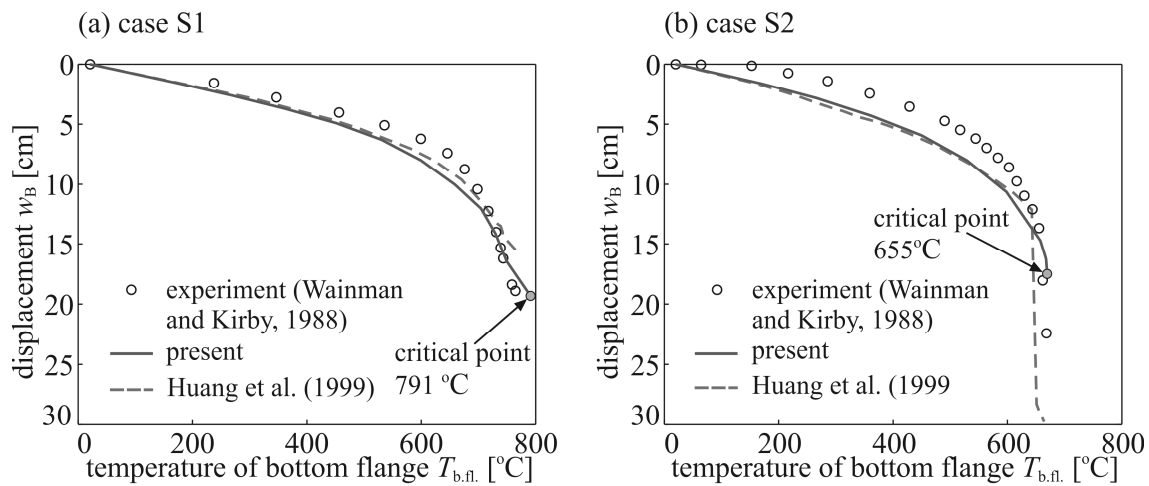 (a) case S1
0
5
10
15
20
25
30
displacement w_B [cm]
experiment (Wainman
and Kirby, 1988)
present
Huang et al. (1999)
critical point
791 °C
0 200 400 600 800
temperature of bottom flange T_b.fl. [°C]
(b) case S2
0
5
10
15
20
25
30
displacement w_B [cm]
critical point
655°C
experiment (Wainman
and Kirby, 1988)
present
Huang et al. (1999
0 200 400 600 800
temperature of bottom flange T_b.fl. [°C]